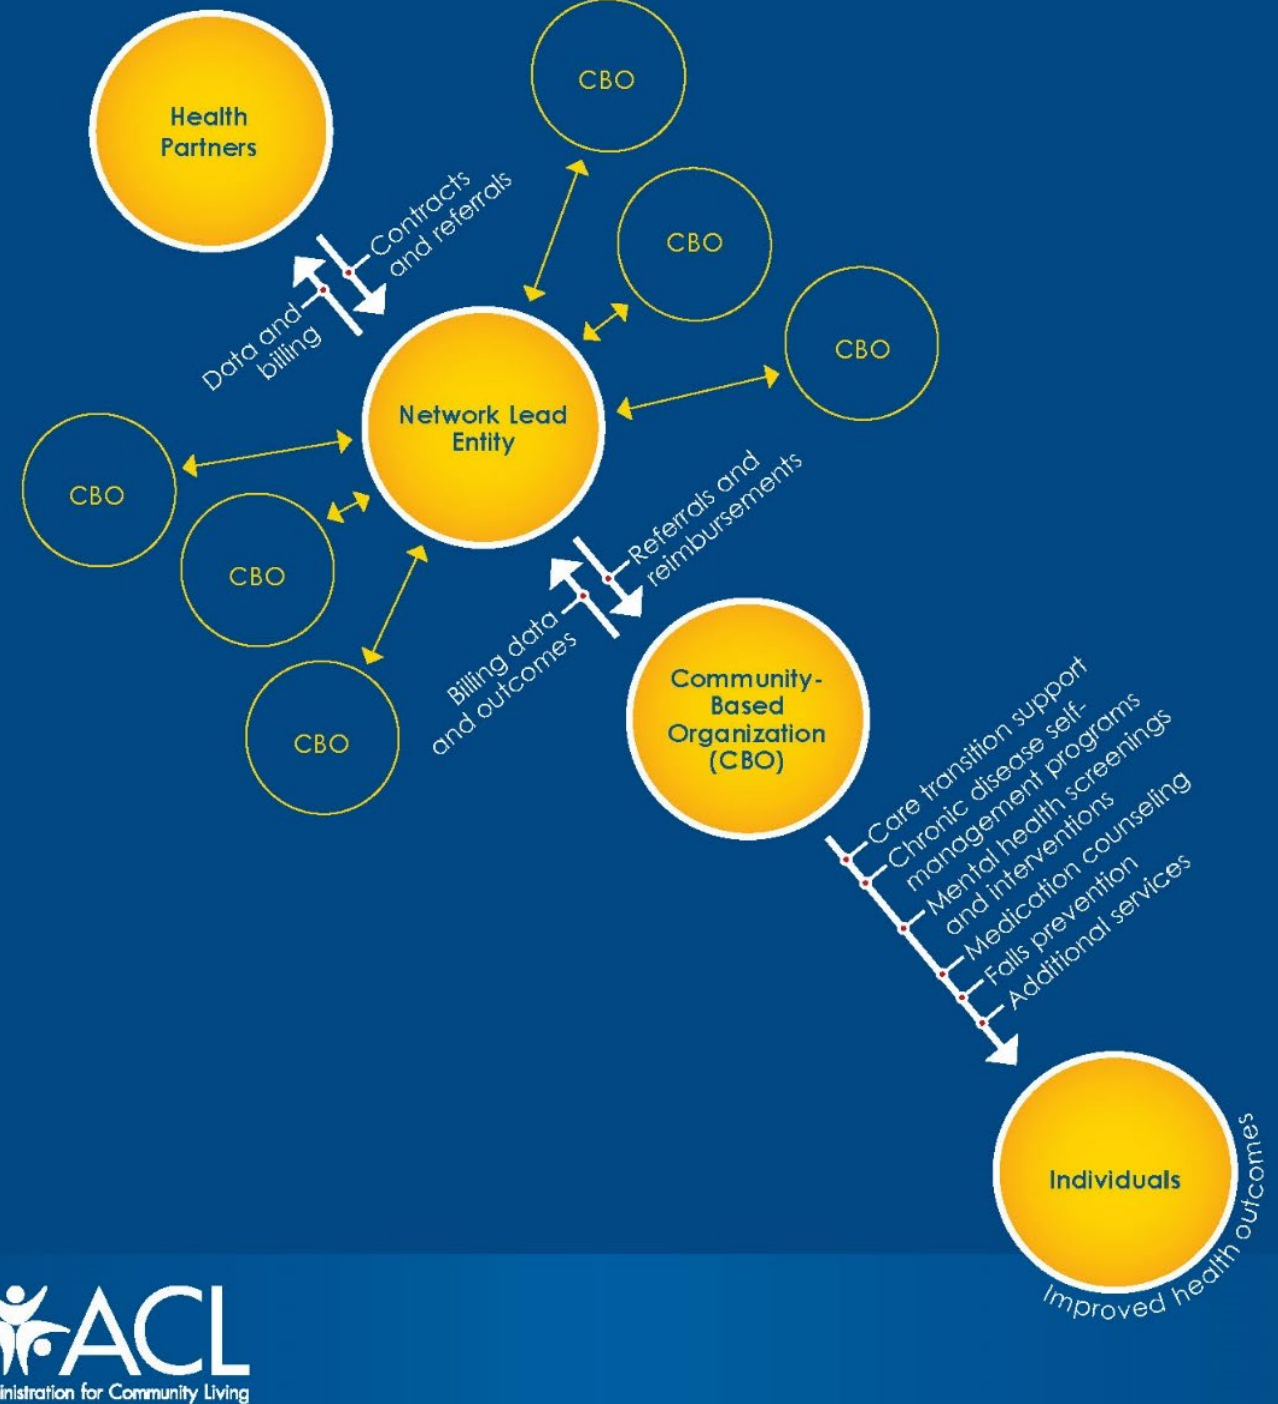 CBO
Health
Partners
Contracts
and referrals
CBO
Data and
billing
CBO
Network Lead
Entity
CBO
Referrals and
reimbursements
CBO
Billing data
and outcomes
CBO
Community-
Based
Organization
(CBO)
Care transition support
Chronic disease self-
management programs
Mental health screenings
and interventions
Medication counseling
Falls prevention
Additional services
Individuals
Improved health outcomes
ACL
inistration for Community Living